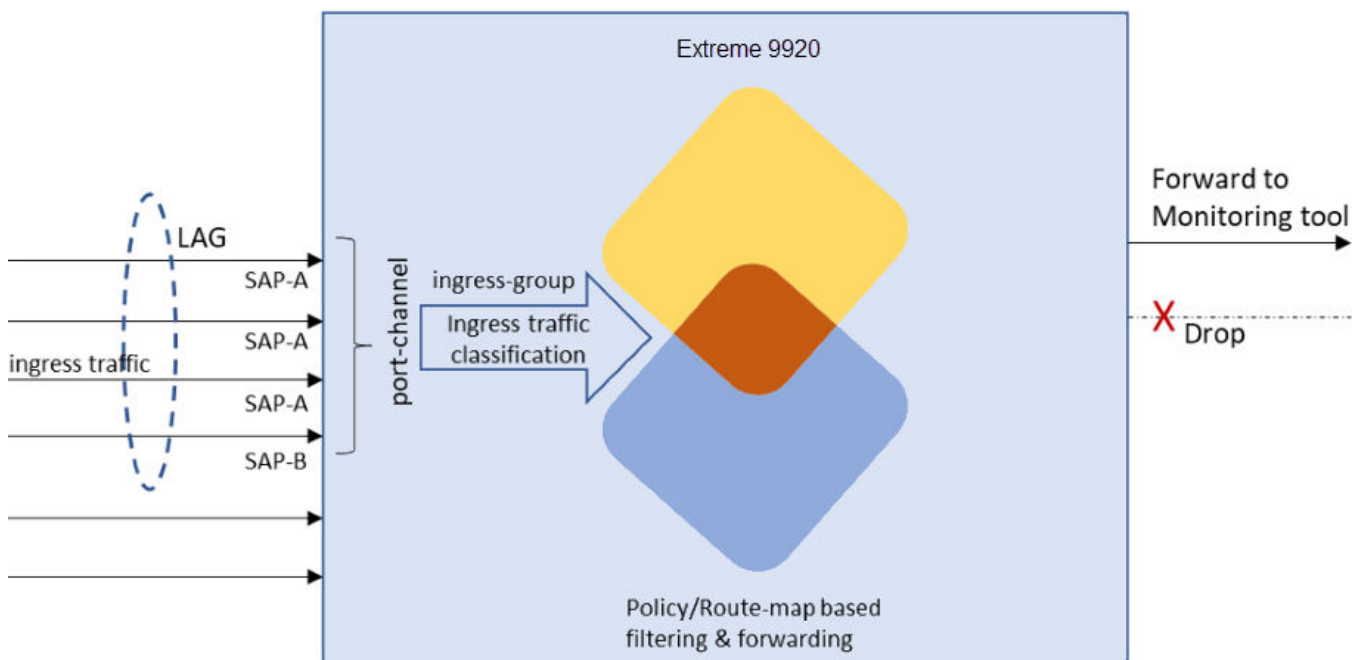 Extreme 9920
LAG
SAP-A
SAP-A
ingress traffic
SAP-A
SAP-B
port-channel
ingress-group
Ingress traffic
classification
Policy/Route-map based
filtering & forwarding
Forward to
Monitoring tool
X
Drop